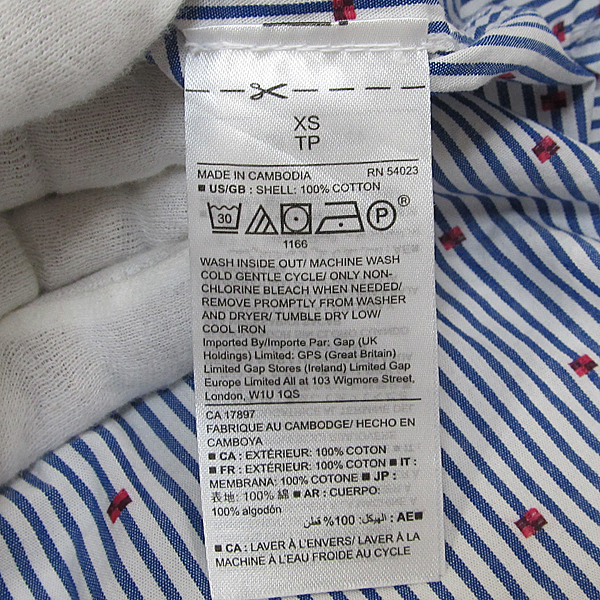 XS
TP
MADE IN CAMBODIA RN 54023
■ US/GB : SHELL: 100% COTTON
30 P ®
1166
WASH INSIDE OUT/ MACHINE WASH
COLD GENTLE CYCLE/ ONLY NON-
CHLORINE BLEACH WHEN NEEDED/
REMOVE PROMPTLY FROM WASHER
AND DRYER/ TUMBLE DRY LOW/
COOL IRON
Imported By/Importe Par: Gap (UK
Holdings) Limited: GPS (Great Britain)
Limited Gap Stores (Ireland) Limited Gap
Europe Limited All at 103 Wigmore Street,
London, W1U 1QS
CA 17897
FABRIQUE AU CAMBODGE/ HECHO EN
CAMBOYA
■ CA : EXTÉRIEUR: 100% COTON
■ FR : EXTÉRIEUR: 100% COTON ■ IT :
MEMBRANA: 100% COTONE ■ JP :
表地: 100% 綿 ■ AR : CUERPO:
100% algodón
■AE : الهيكل: 100% قطن
■ CA : LAVER À L'ENVERS/ LAVER À LA
MACHINE À L'EAU FROIDE AU CYCLE